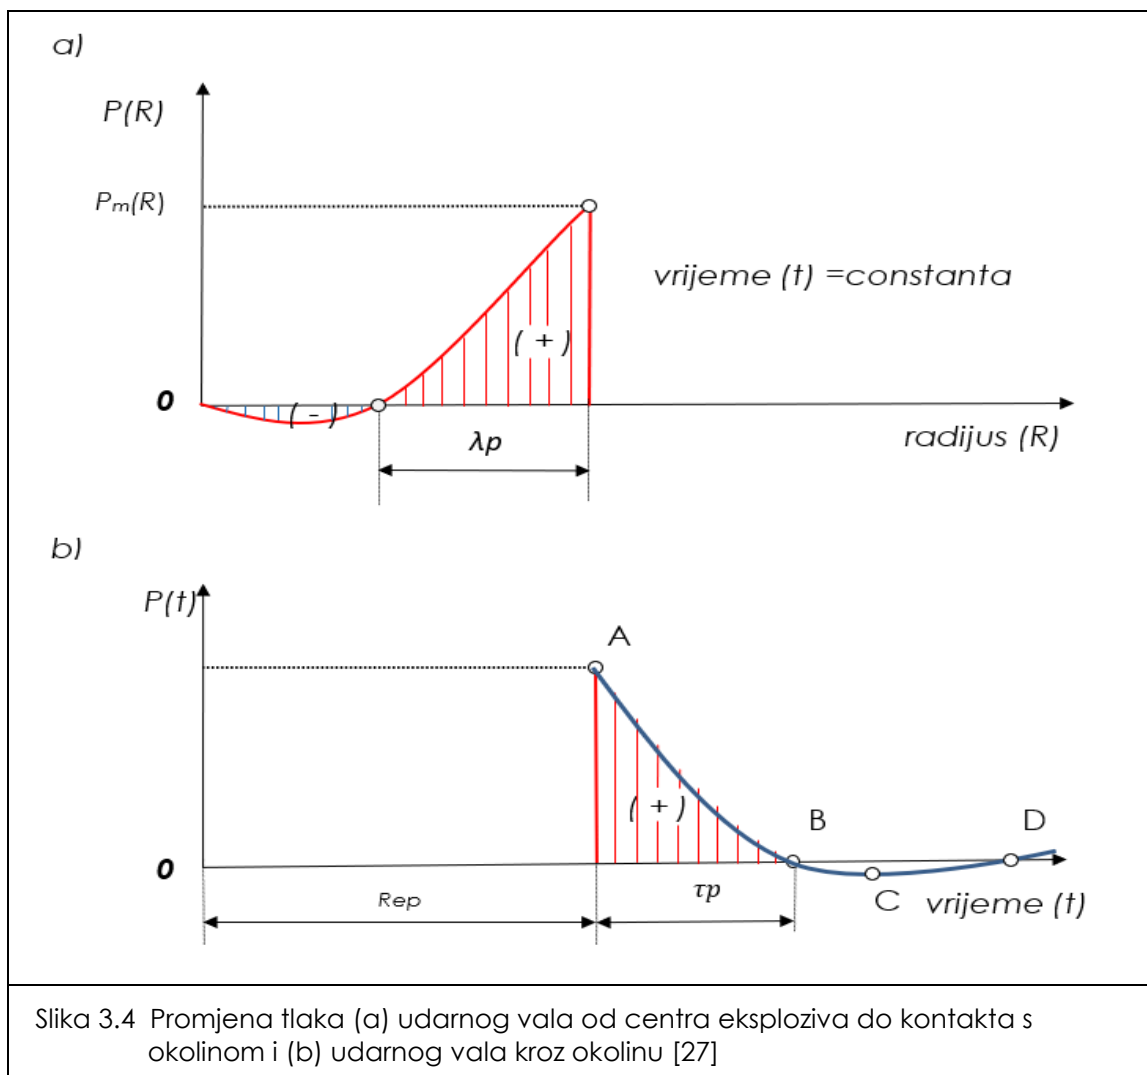 a)
P(R)
Pm(R)
vrijeme (t) =constanta
( + )
0
( - )
λp
radijus (R)
b)
P(t)
A
( + )
B
D
0
Rep
τp
C
vrijeme (t)
Slika 3.4 Promjena tlaka (a) udarnog vala od centra eksploziva do kontakta s
okolinom i (b) udarnog vala kroz okolinu [27]